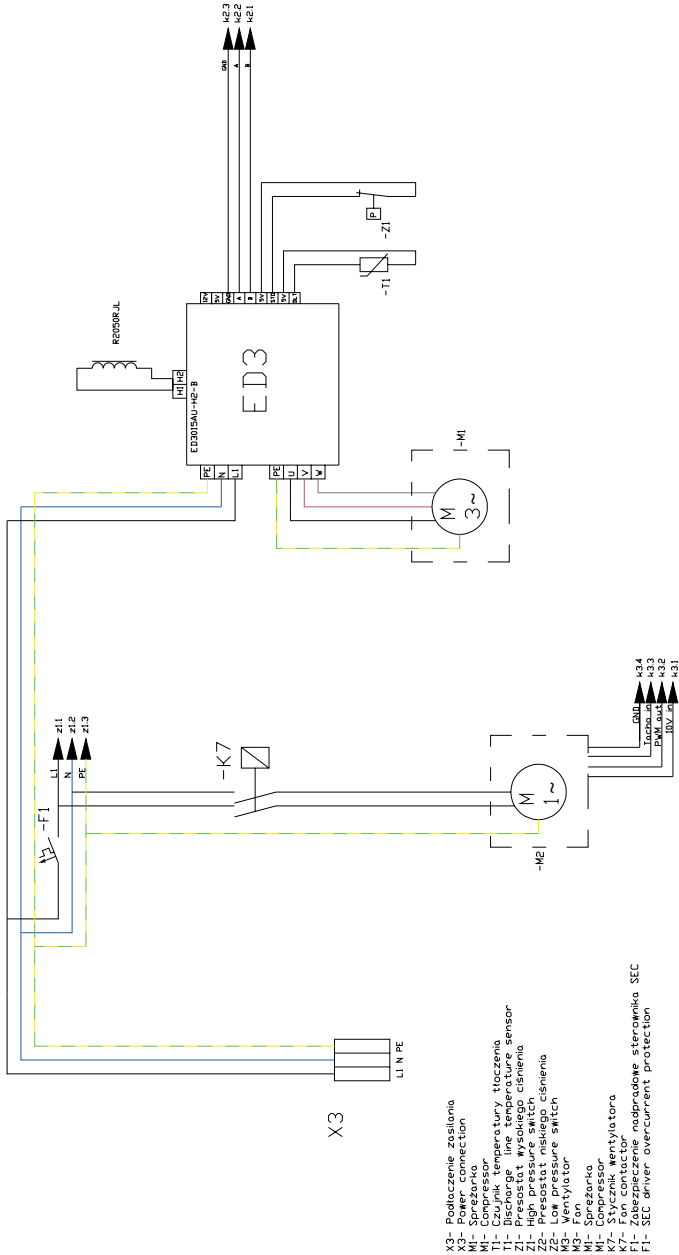 X3
L1 N PE
-F1
L1
N
PE
z1.1
z1.2
z1.3
-K7
M
1~
-M2
GND
Tacho in
PWM out
10V in
k3.4
k3.3
k3.2
k3.1
PE
N
L1
PE
U
V
W
ED3015AU-H2-B
ED3
H1 H2
R2050RJL
M
3~
-M1
12V
5V
GND
A
B
5V
STO
5V
DLT
GND
A
B
k2.3
k2.2
k2.1
P
-Z1
-T1
X3- Podłaczenie zasilania
X3- Power connection
M1- Spreżarka
M1- Compressor
T1- Czujnik temperatury tłoczenia
T1- Discharge line temperature sensor
Z1- Presostat wysokiego ciśnienia
Z1- High pressure switch
Z2- Presostat niskiego ciśnienia
Z2- Low pressure switch
M3- Wentylator
M3- Fan
M1- Spreżarka
M1- Compressor
K7- Stycznik wentylatora
K7- Fan contactor
F1- Zabezpieczenie nadpradowe sterownika SEC
F1- SEC driver overcurrent protection